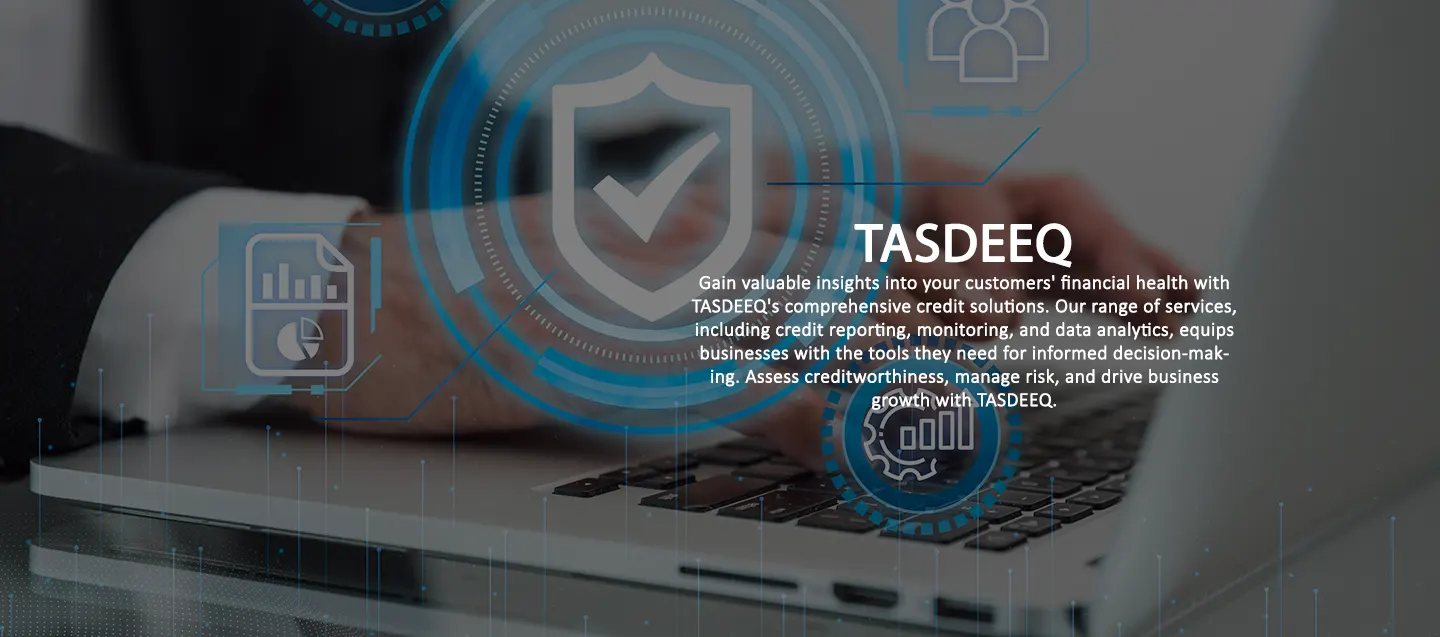 TASDEEQ
Gain valuable insights into your customers' financial health with
TASDEEQ's comprehensive credit solutions. Our range of services,
including credit reporting, monitoring, and data analytics, equips
businesses with the tools they need for informed decision-mak-
ing. Assess creditworthiness, manage risk, and drive business
growth with TASDEEQ.